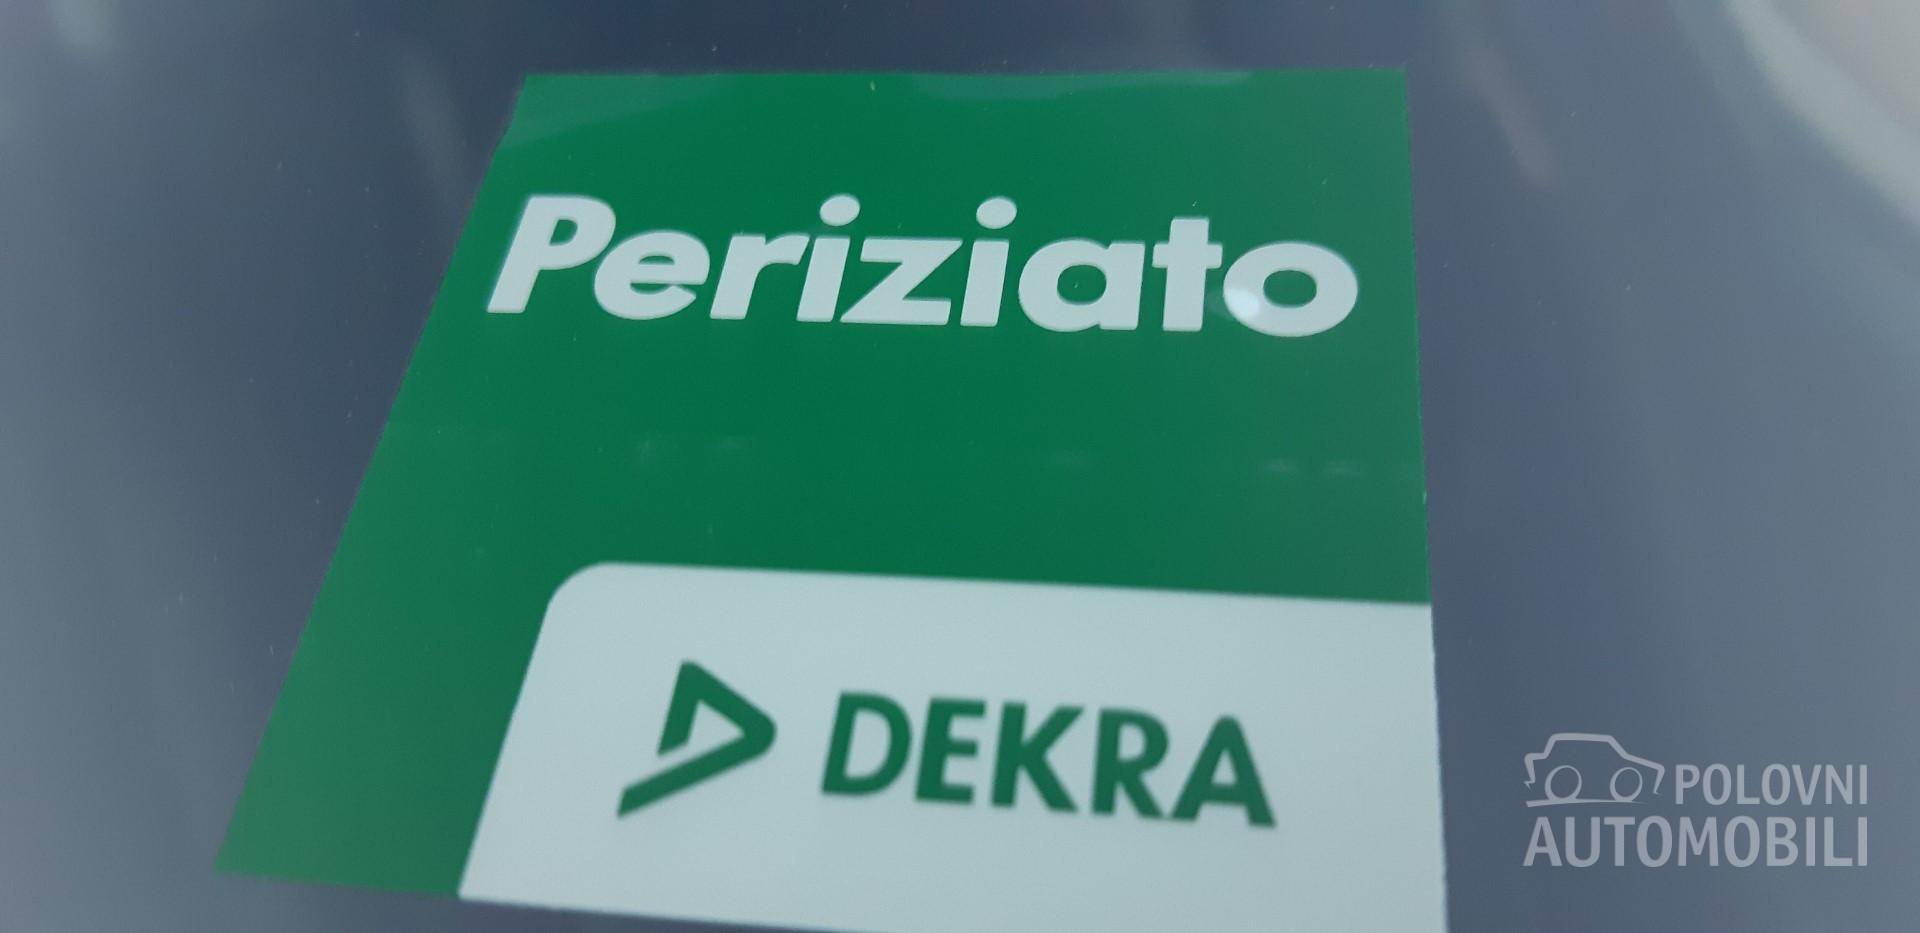 Periziato
DEKRA
POLOVNI
AUTOMOBILI